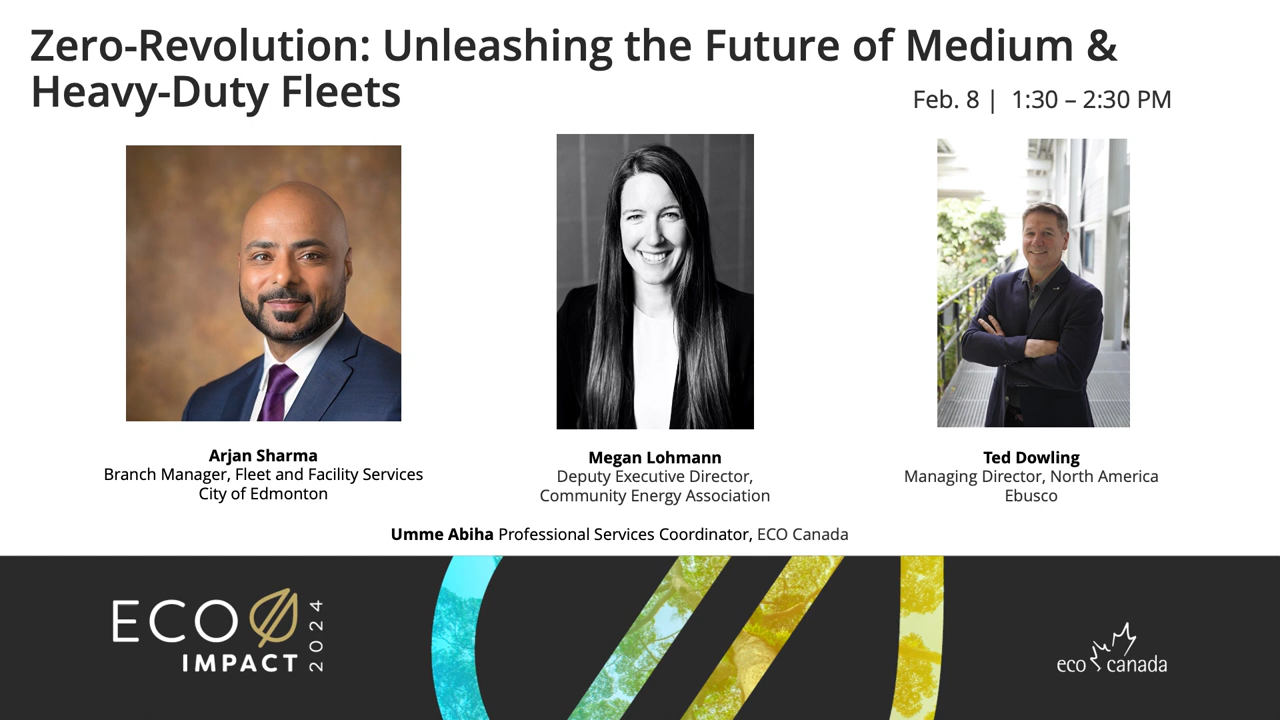 Zero-Revolution: Unleashing the Future of Medium &
Heavy-Duty Fleets
Feb. 8 | 1:30 – 2:30 PM
Arjan Sharma
Branch Manager, Fleet and Facility Services
City of Edmonton
Megan Lohmann
Deputy Executive Director,
Community Energy Association
Ted Dowling
Managing Director, North America
Ebusco
Umme Abiha Professional Services Coordinator, ECO Canada
ECO
IMPACT
2024
eco canada